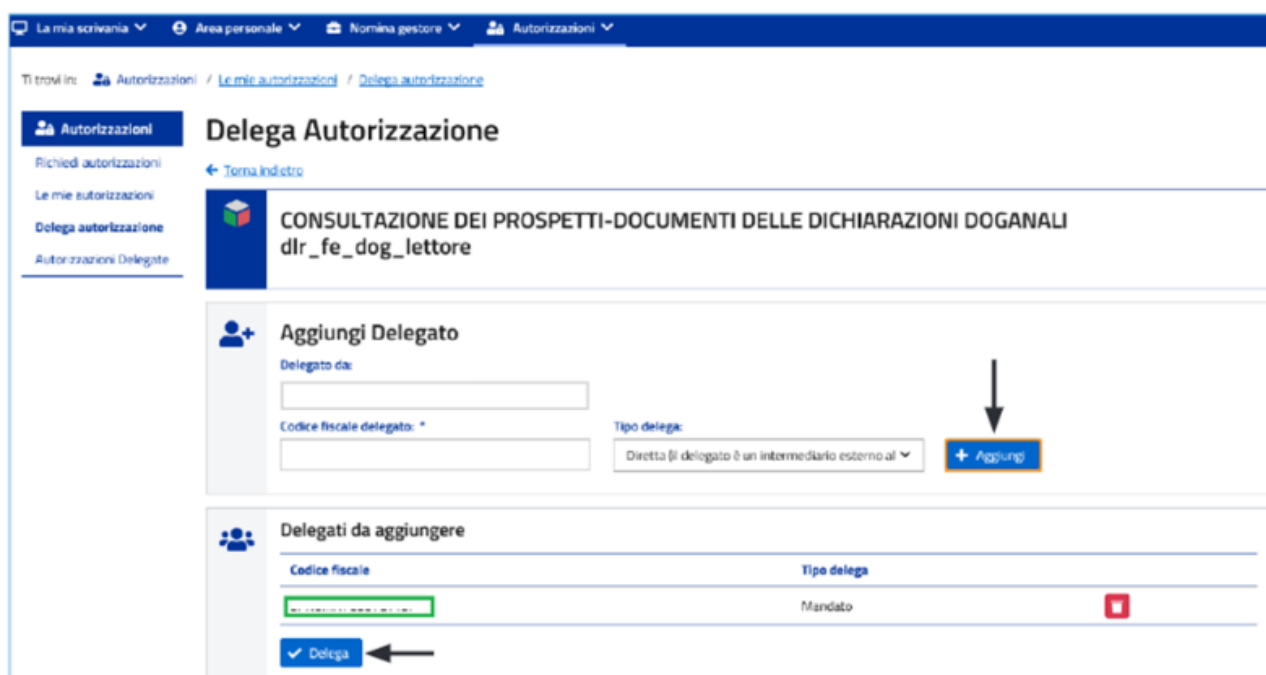 La mia scrivania Area personale Nomina gestore Autorizzazioni
Ti trovi in: Autorizzazioni / Le mie autorizzazioni / Delega autorizzazione
Autorizzazioni
Richiedi autorizzazioni
Le mie autorizzazioni
Delega autorizzazione
Autorizzazioni Delegate
Delega Autorizzazione
Torna indietro
CONSULTAZIONE DEI PROSPETTI-DOCUMENTI DELLE DICHIARAZIONI DOGANALI
dlr_fe_dog_lettore
Aggiungi Delegato
Delegato da:
Codice fiscale delegato: * Tipo delega:
Diretta (il delegato è un intermediario esterno al
+ Aggiungi
Delegati da aggiungere
Codice fiscale Tipo delega
Mandato
Delega